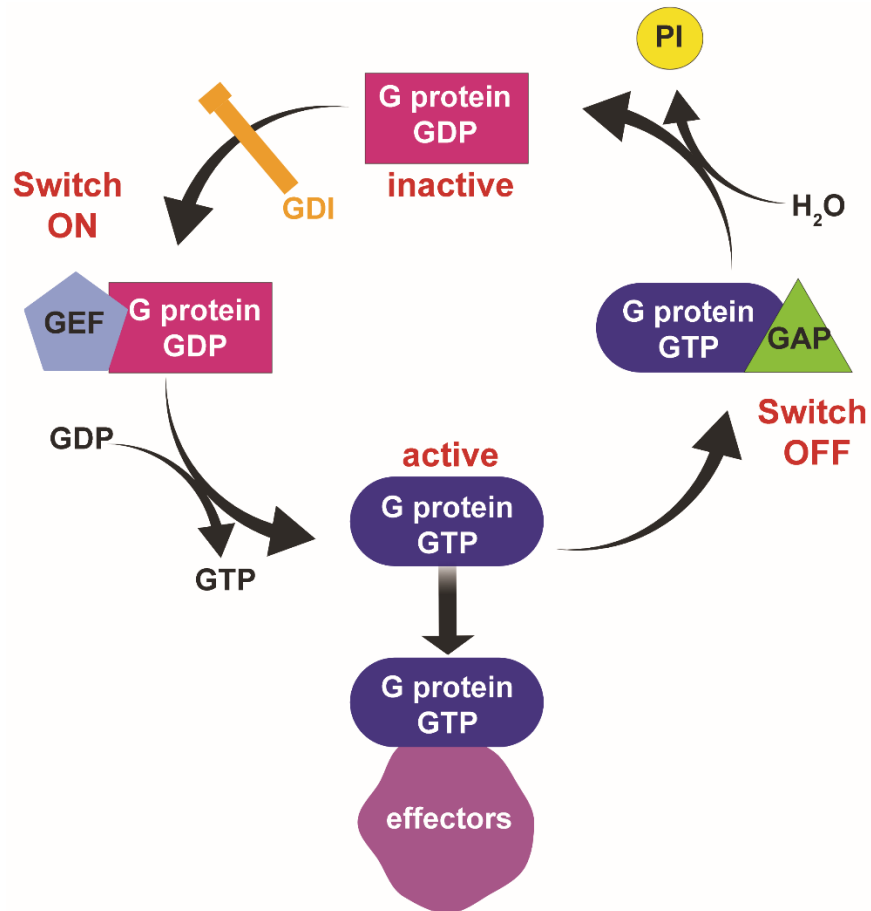 PI
G protein
GDP
inactive
GDI
Switch
ON
H₂O
GEF
G protein
GDP
G protein
GTP
GAP
Switch
OFF
GDP
GTP
active
G protein
GTP
G protein
GTP
effectors